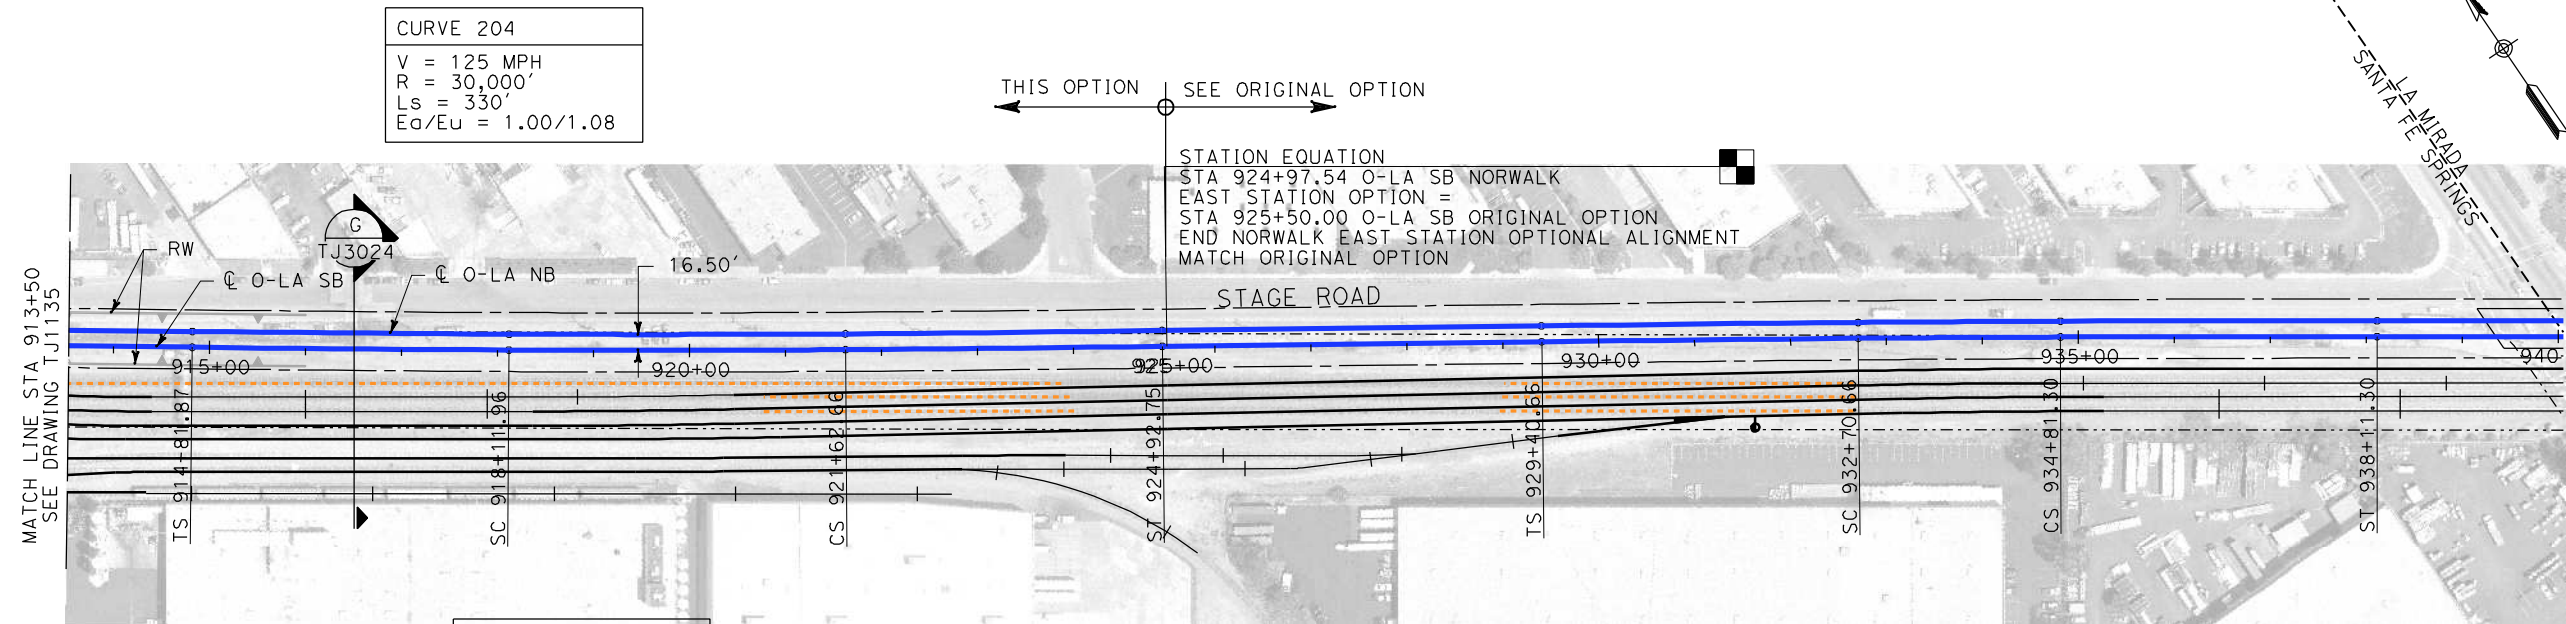 CURVE 204
V = 125 MPH
R = 30,000'
Ls = 330'
Ea/Eu = 1.00/1.08
THIS OPTION
SEE ORIGINAL OPTION
STATION EQUATION
STA 924+97.54 O-LA SB NORWALK
EAST STATION OPTION =
STA 925+50.00 O-LA SB ORIGINAL OPTION
END NORWALK EAST STATION OPTIONAL ALIGNMENT
MATCH ORIGINAL OPTION
LA MIRADA
SANTA FE SPRINGS
G
TJ3024
RW
℄ O-LA SB
℄ O-LA NB
16.50'
STAGE ROAD
MATCH LINE STA 913+50
SEE DRAWING TJ1135
915+00
920+00
925+00
930+00
935+00
940
TS 914+81.87
SC 918+11.96
CS 921+62.66
ST 924+92.75
TS 929+40.66
SC 932+70.66
CS 934+81.30
ST 938+11.30